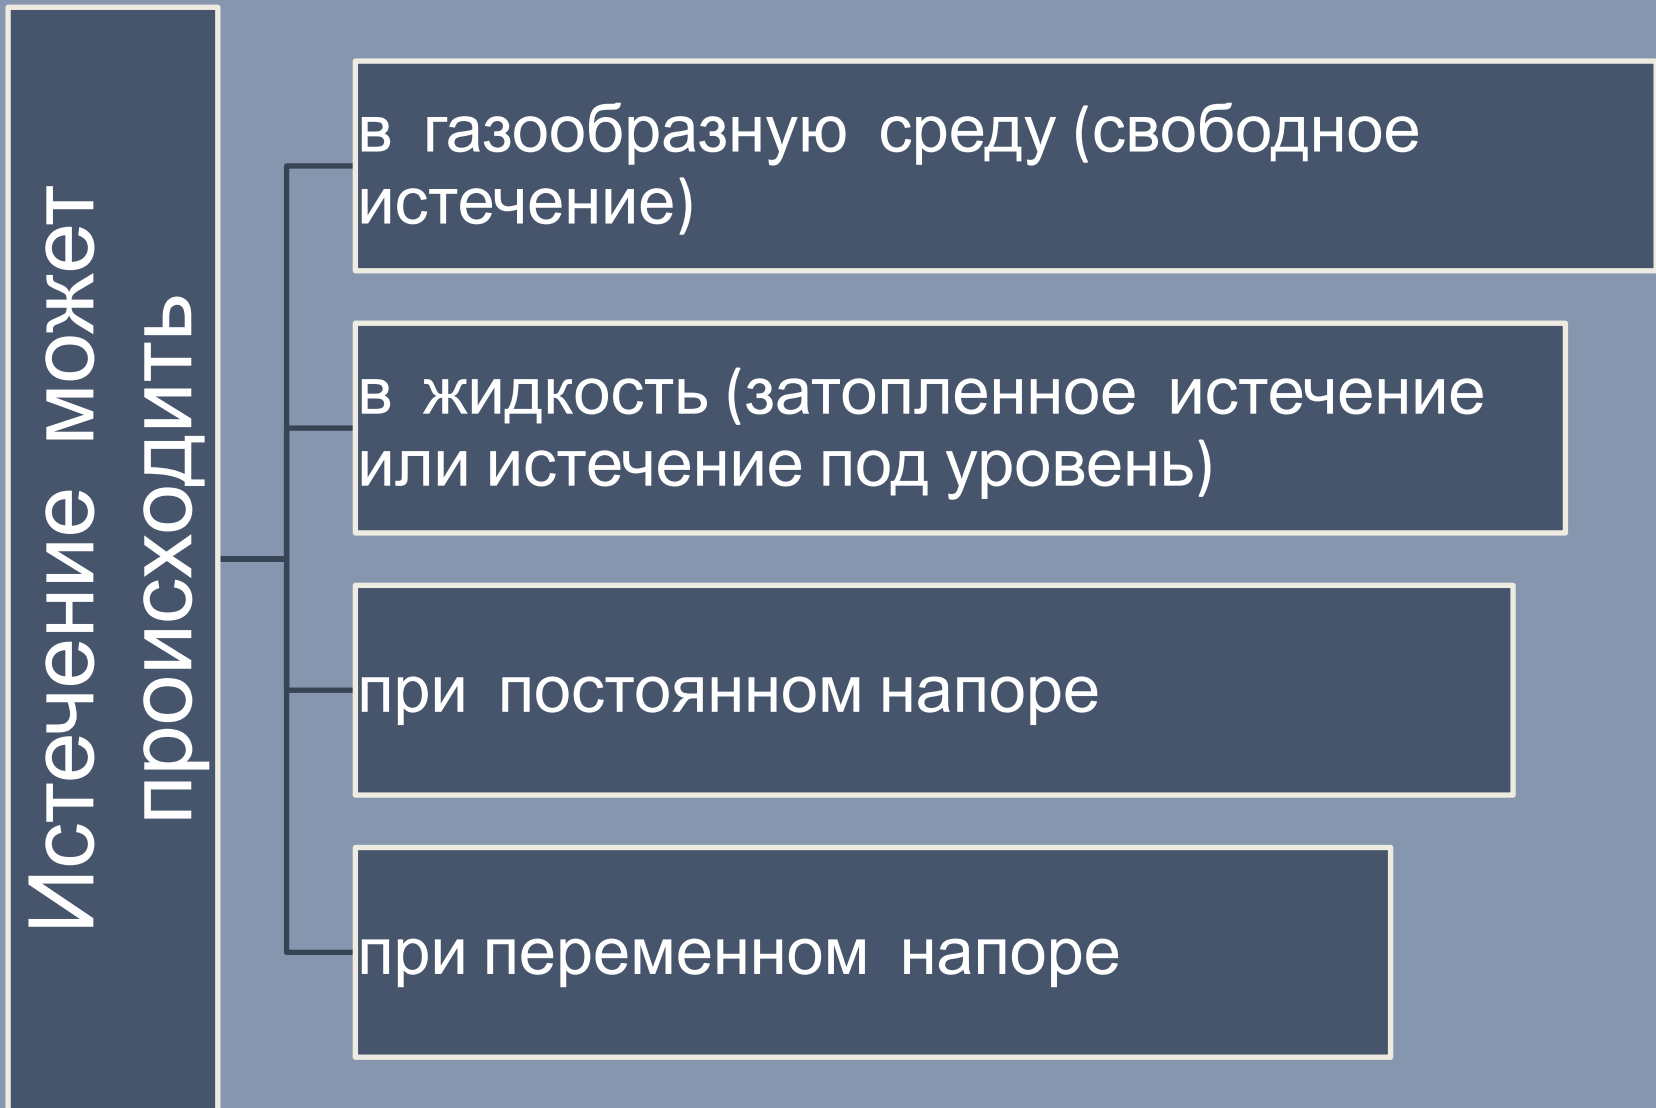 Истечение может
происходить
в газообразную среду (свободное
истечение)
в жидкость (затопленное истечение
или истечение под уровень)
при постоянном напоре
при переменном напоре